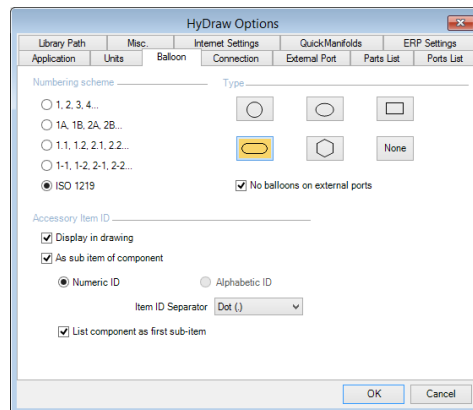 HyDraw Options
Library Path Misc. Internet Settings QuickManifolds ERP Settings
Application Units Balloon Connection External Port Parts List Ports List
Numbering scheme Type
1, 2, 3, 4...
1A, 1B, 2A, 2B...
1.1, 1.2, 2.1, 2.2...
1-1, 1-2, 2-1, 2-2... None
ISO 1219 No balloons on external ports
Accessory Item ID
Display in drawing
As sub item of component
Numeric ID Alphabetic ID
Item ID Separator Dot (.)
List component as first sub-item
OK Cancel